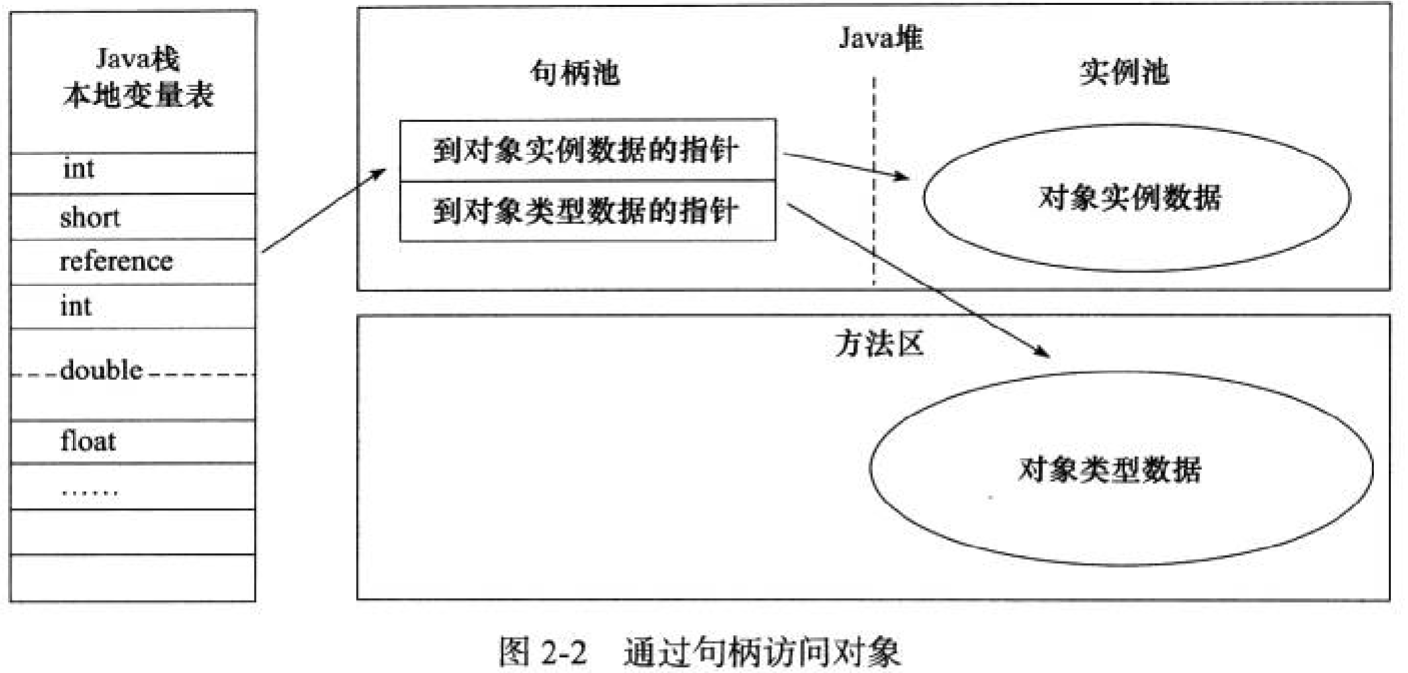 Java栈
本地变量表
int
short
reference
int
double
float
……
Java堆
句柄池
实例池
到对象实例数据的指针
到对象类型数据的指针
对象实例数据
方法区
对象类型数据
图 2-2 通过句柄访问对象